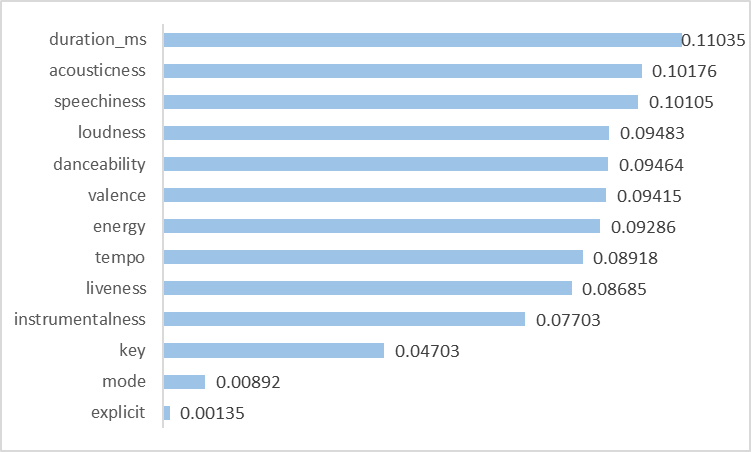 duration_ms 0.11035
acousticness 0.10176
speechiness 0.10105
loudness 0.09483
danceability 0.09464
valence 0.09415
energy 0.09286
tempo 0.08918
liveness 0.08685
instrumentalness 0.07703
key 0.04703
mode 0.00892
explicit 0.00135